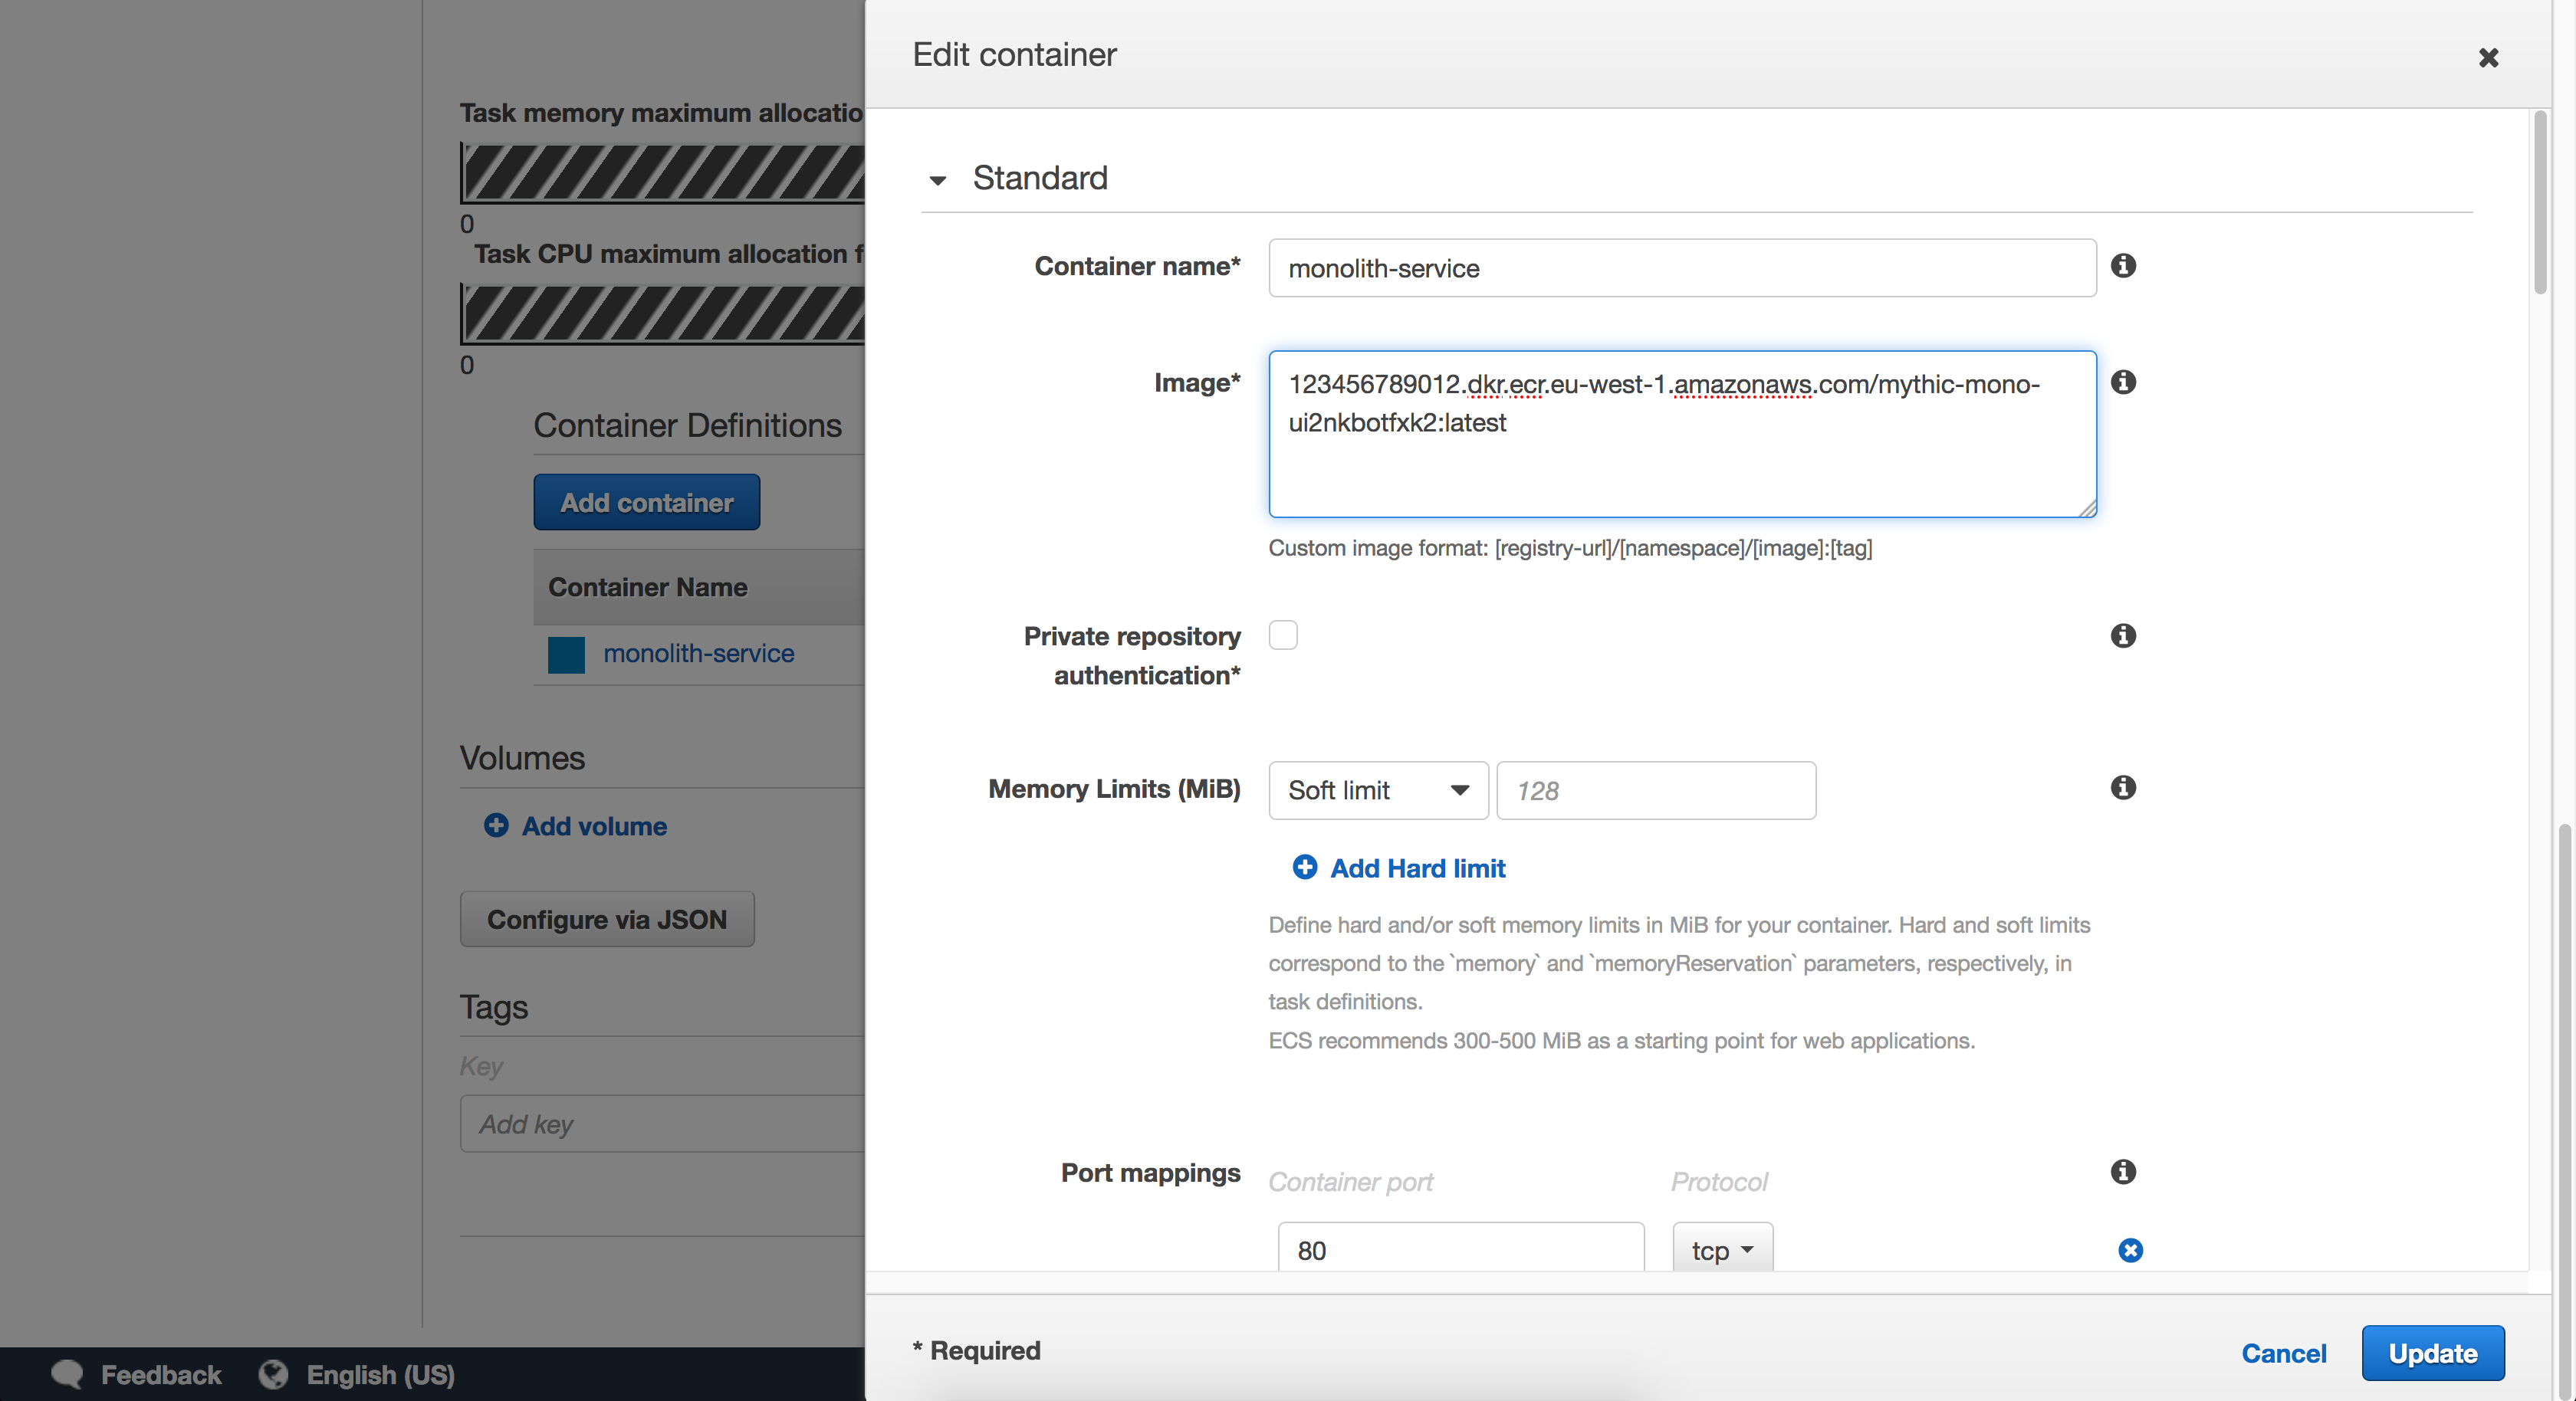 Task memory maximum allocatio
0
Task CPU maximum allocation f
0
Container Definitions
Add container
Container Name
monolith-service
Volumes
Add volume
Configure via JSON
Tags
Key
Add key
Feedback
English (US)
Edit container
Standard
Container name*
monolith-service
Image*
123456789012.dkr.ecr.eu-west-1.amazonaws.com/mythic-mono-
ui2nkbotfxk2:latest
Custom image format: [registry-url]/[namespace]/[image]:[tag]
Private repository
authentication*
Memory Limits (MiB)
Soft limit
128
Add Hard limit
Define hard and/or soft memory limits in MiB for your container. Hard and soft limits
correspond to the `memory` and `memoryReservation` parameters, respectively, in
task definitions.
ECS recommends 300-500 MiB as a starting point for web applications.
Port mappings
Container port
Protocol
80
tcp
* Required
Cancel
Update